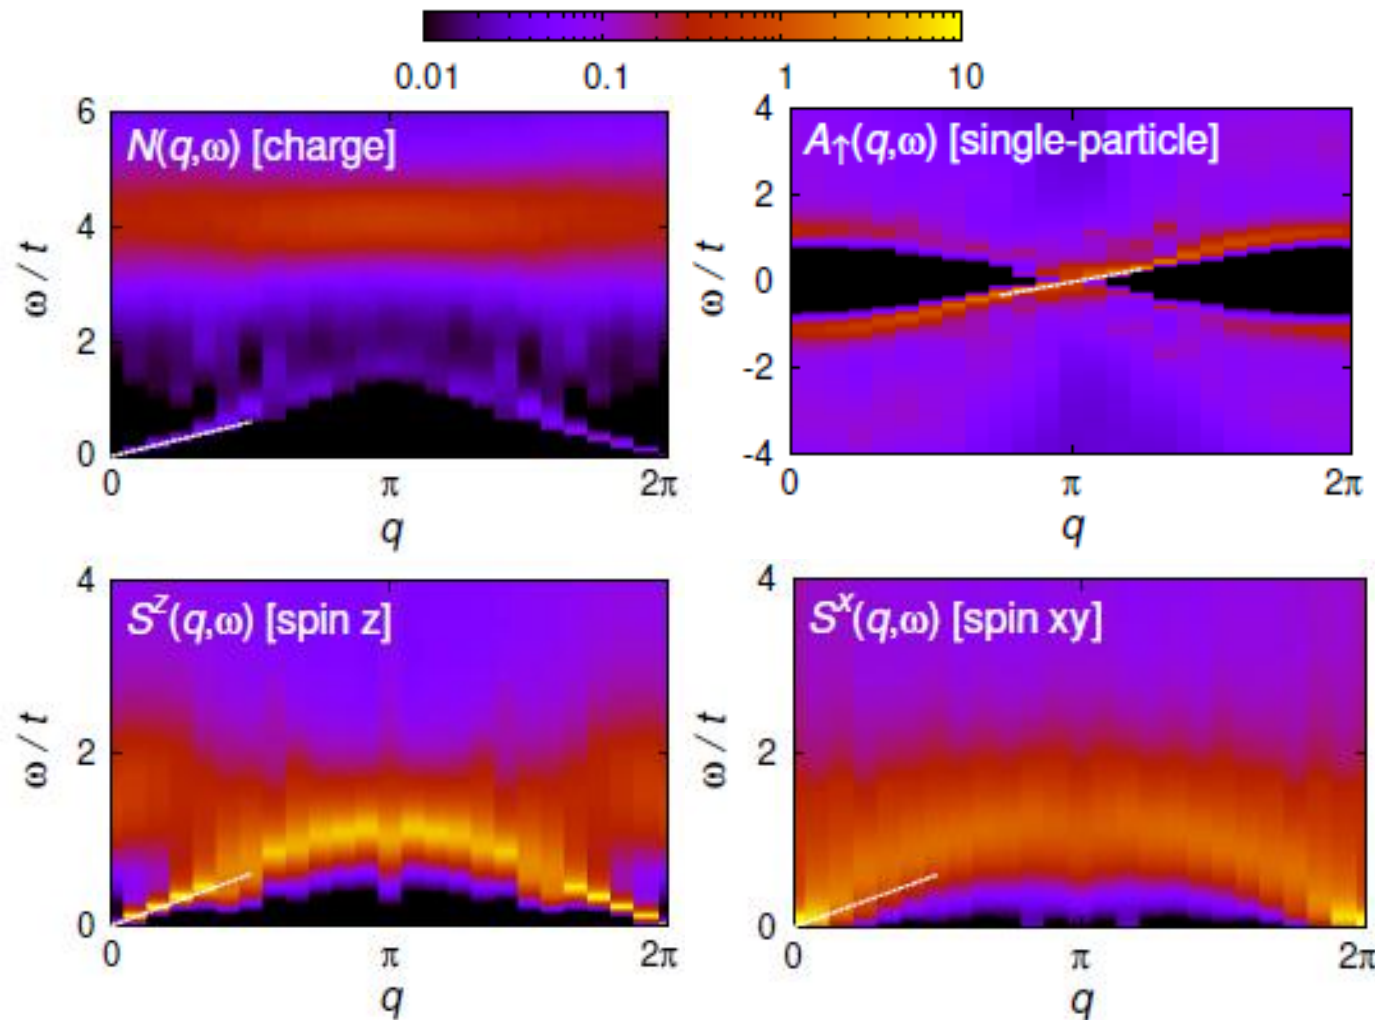 0.01 0.1 1 10
N(q,ω) [charge]
6
4
2
0
ω / t
0 π 2π
q
A↑(q,ω) [single-particle]
4
2
0
-2
-4
ω / t
0 π 2π
q
S^z(q,ω) [spin z]
4
2
0
ω / t
0 π 2π
q
S^x(q,ω) [spin xy]
4
2
0
ω / t
0 π 2π
q